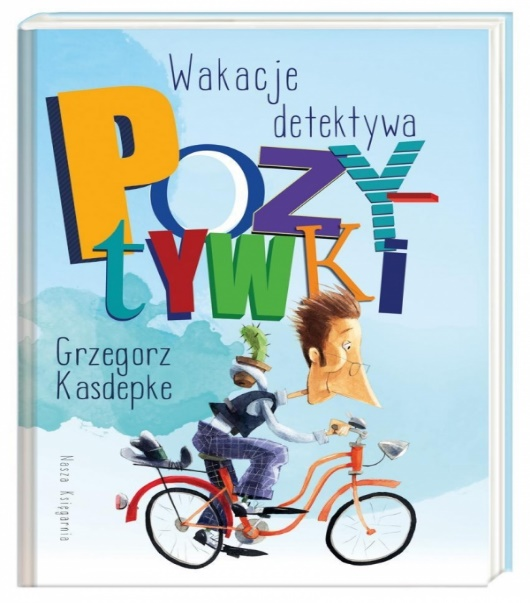 Wakacje
detektywa
POZY-
tYWKi
Grzegorz
Kasdepke
Nasza Księgarnia